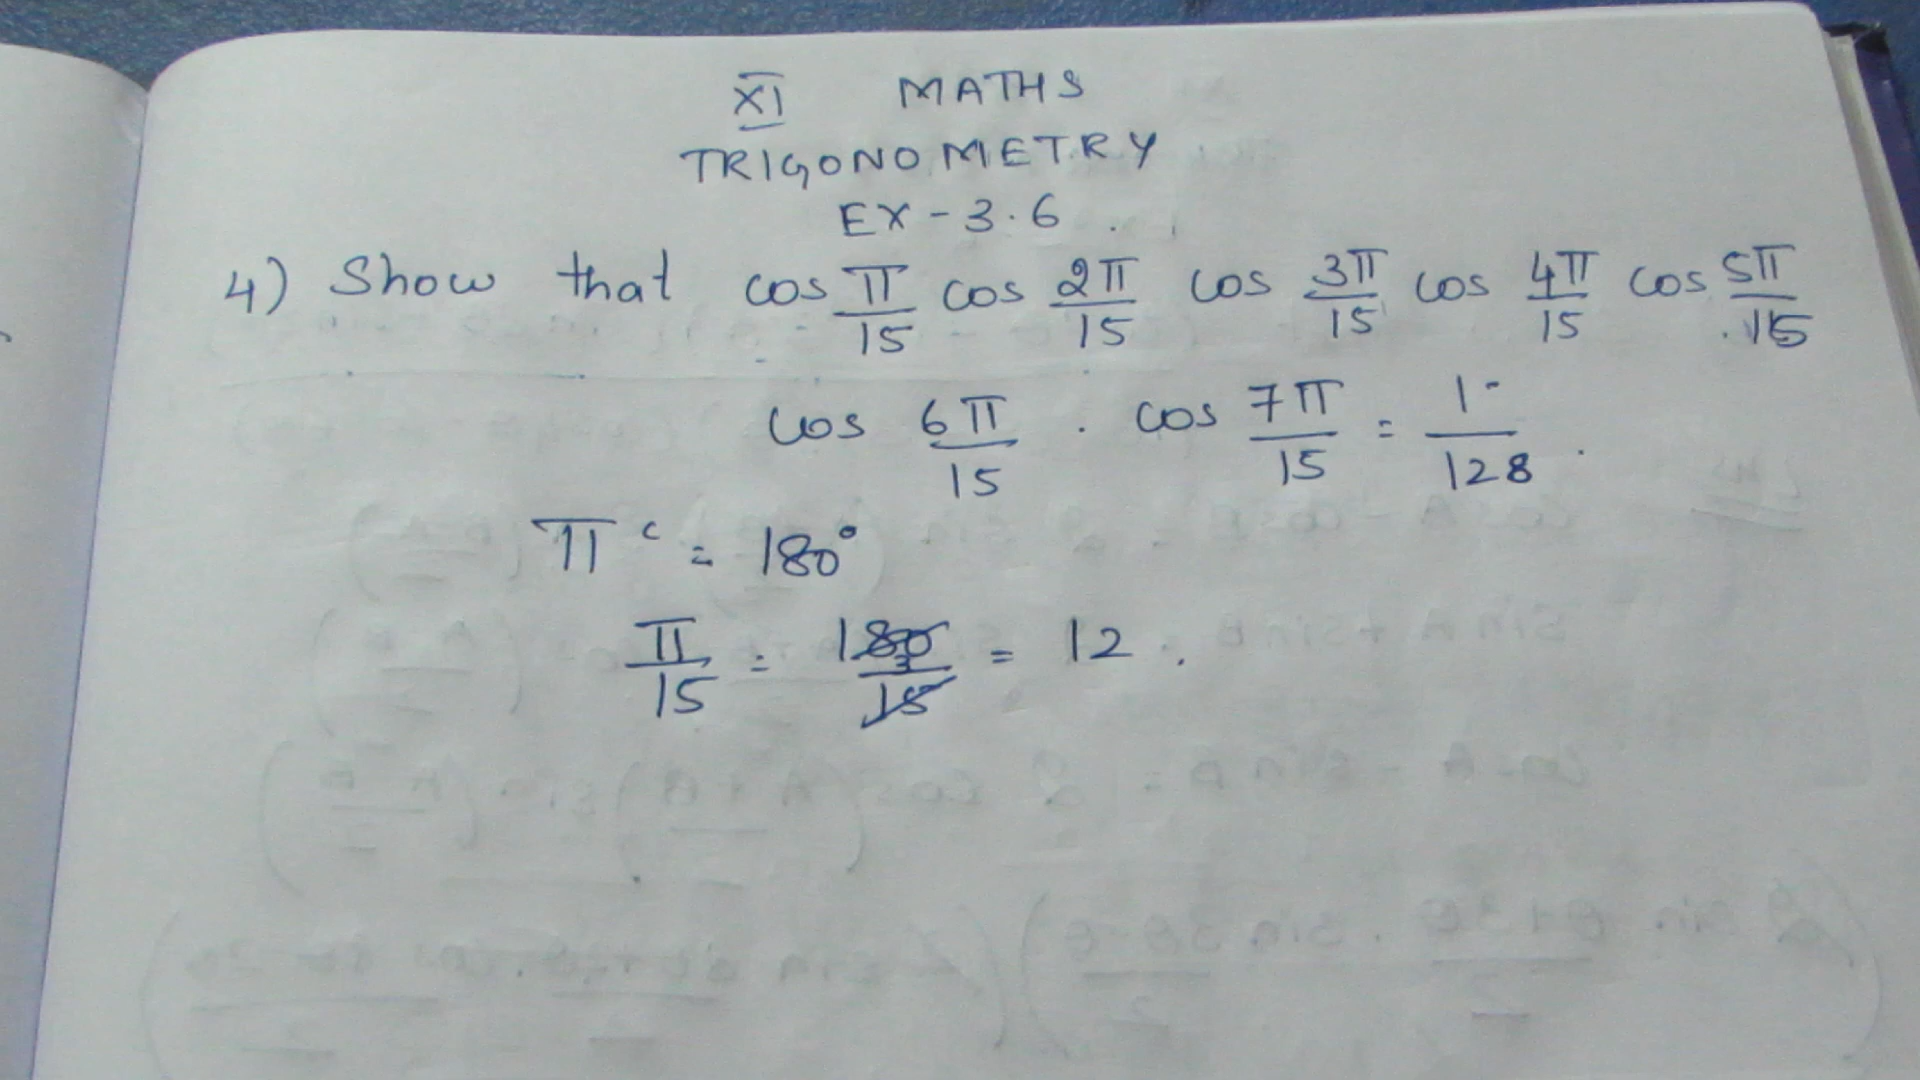 XI MATHS
TRIGONOMETRY
EX - 3.6
4) Show that cos π/15 cos 2π/15 cos 3π/15 cos 4π/15 cos 5π/15
cos 6π/15 . cos 7π/15 = 1/128 .
π ᶜ = 180°
π/15 = 180/15 = 12 .